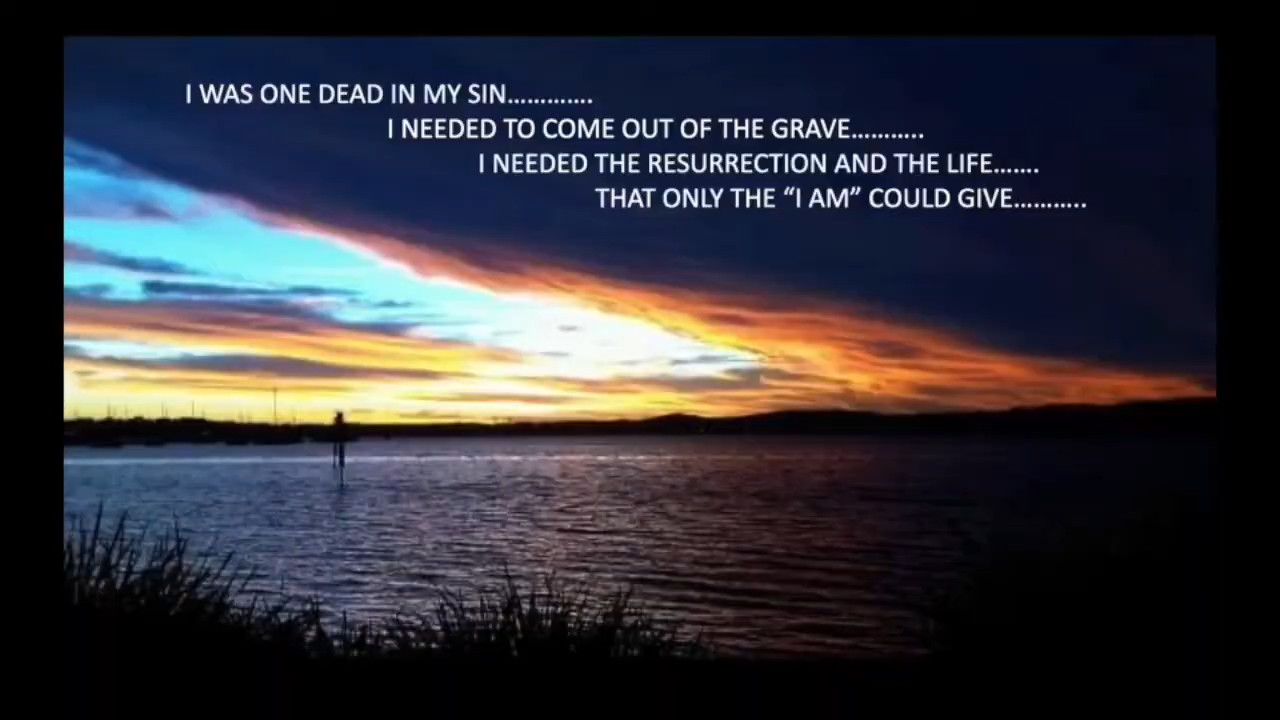 I WAS ONE DEAD IN MY SIN………….
I NEEDED TO COME OUT OF THE GRAVE………..
I NEEDED THE RESURRECTION AND THE LIFE…….
THAT ONLY THE “I AM” COULD GIVE………..